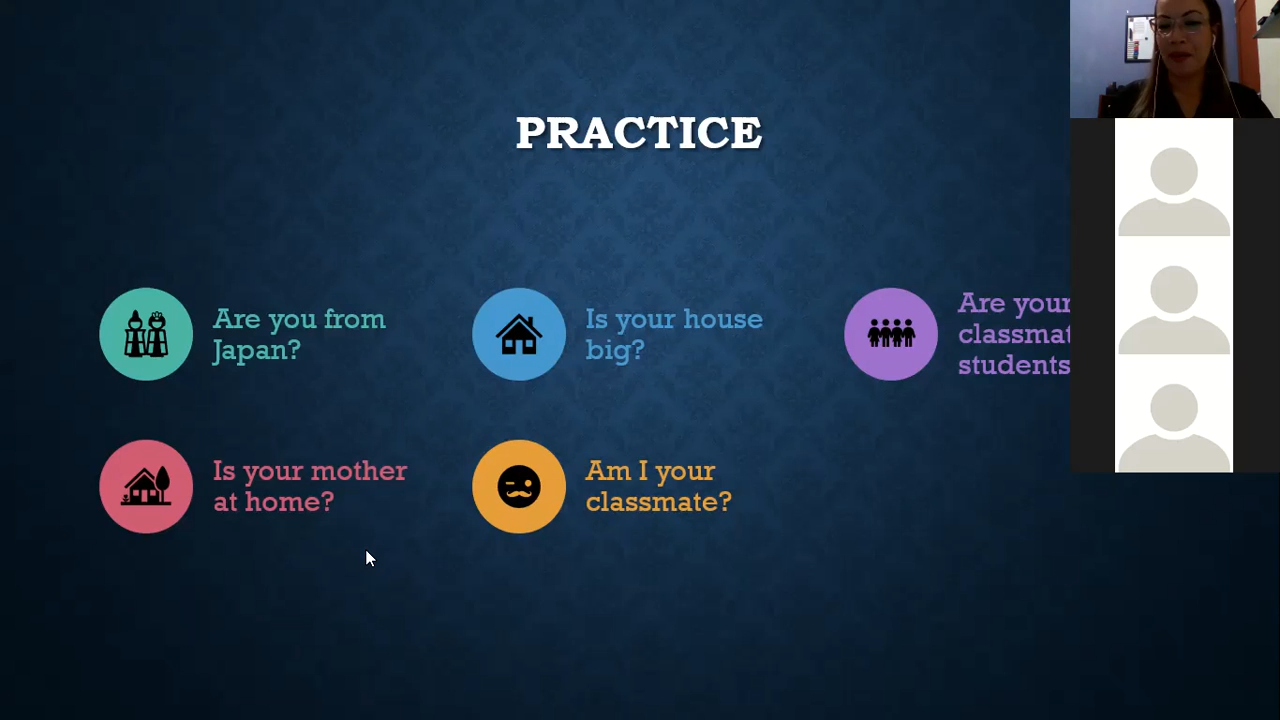 PRACTICE
Are you from
Japan?
Is your house
big?
Are your
classmat
students
Is your mother
at home?
Am I your
classmate?